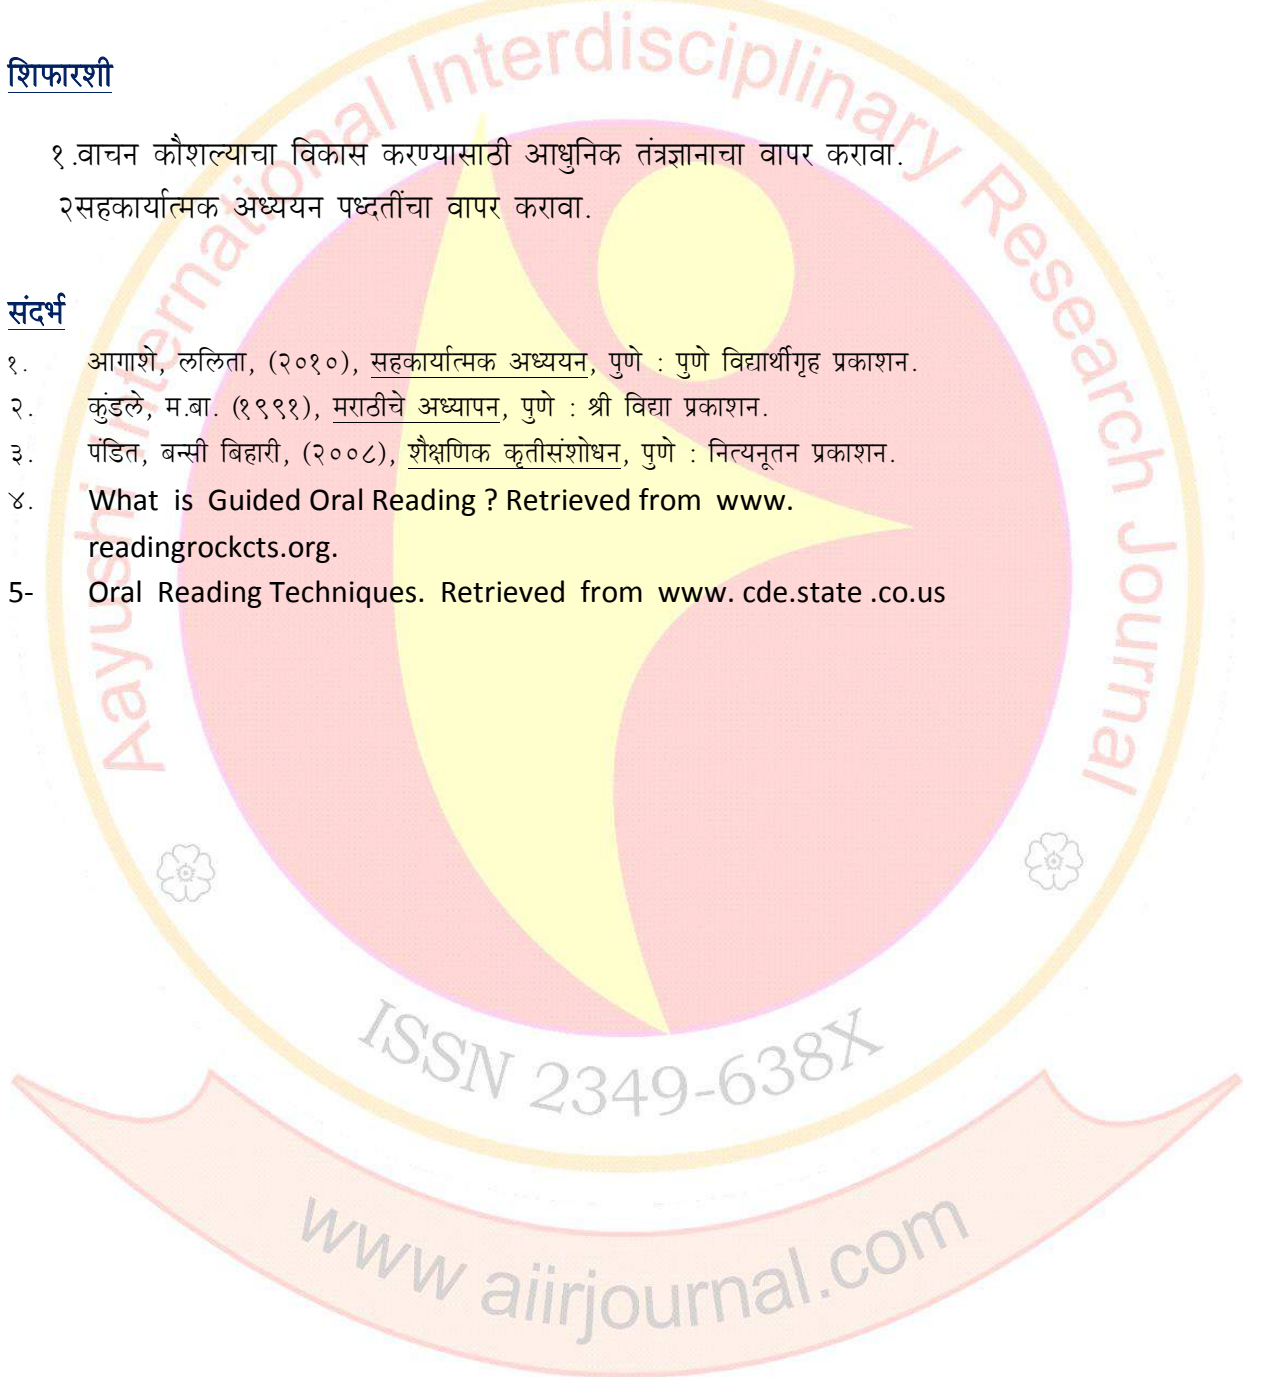 शिफारशी
१.वाचन कौशल्याचा विकास करण्यासाठी आधुनिक तंत्रज्ञानाचा वापर करावा.
२सहकार्यात्मक अध्ययन पध्दतींचा वापर करावा.
संदर्भ
१. आगाशे, ललिता, (२०१०), सहकार्यात्मक अध्ययन, पुणे : पुणे विद्यार्थीगृह प्रकाशन.
२. कुंडले, म.बा. (१९९१), मराठीचे अध्यापन, पुणे : श्री विद्या प्रकाशन.
३. पंडित, बन्सी बिहारी, (२००८), शैक्षणिक कृतीसंशोधन, पुणे : नित्यनूतन प्रकाशन.
४. What is Guided Oral Reading ? Retrieved from www.
readingrockcts.org.
5- Oral Reading Techniques. Retrieved from www. cde.state .co.us
Aayushi International Interdisciplinary Research Journal
ISSN 2349-638X
www aiirjournal.com